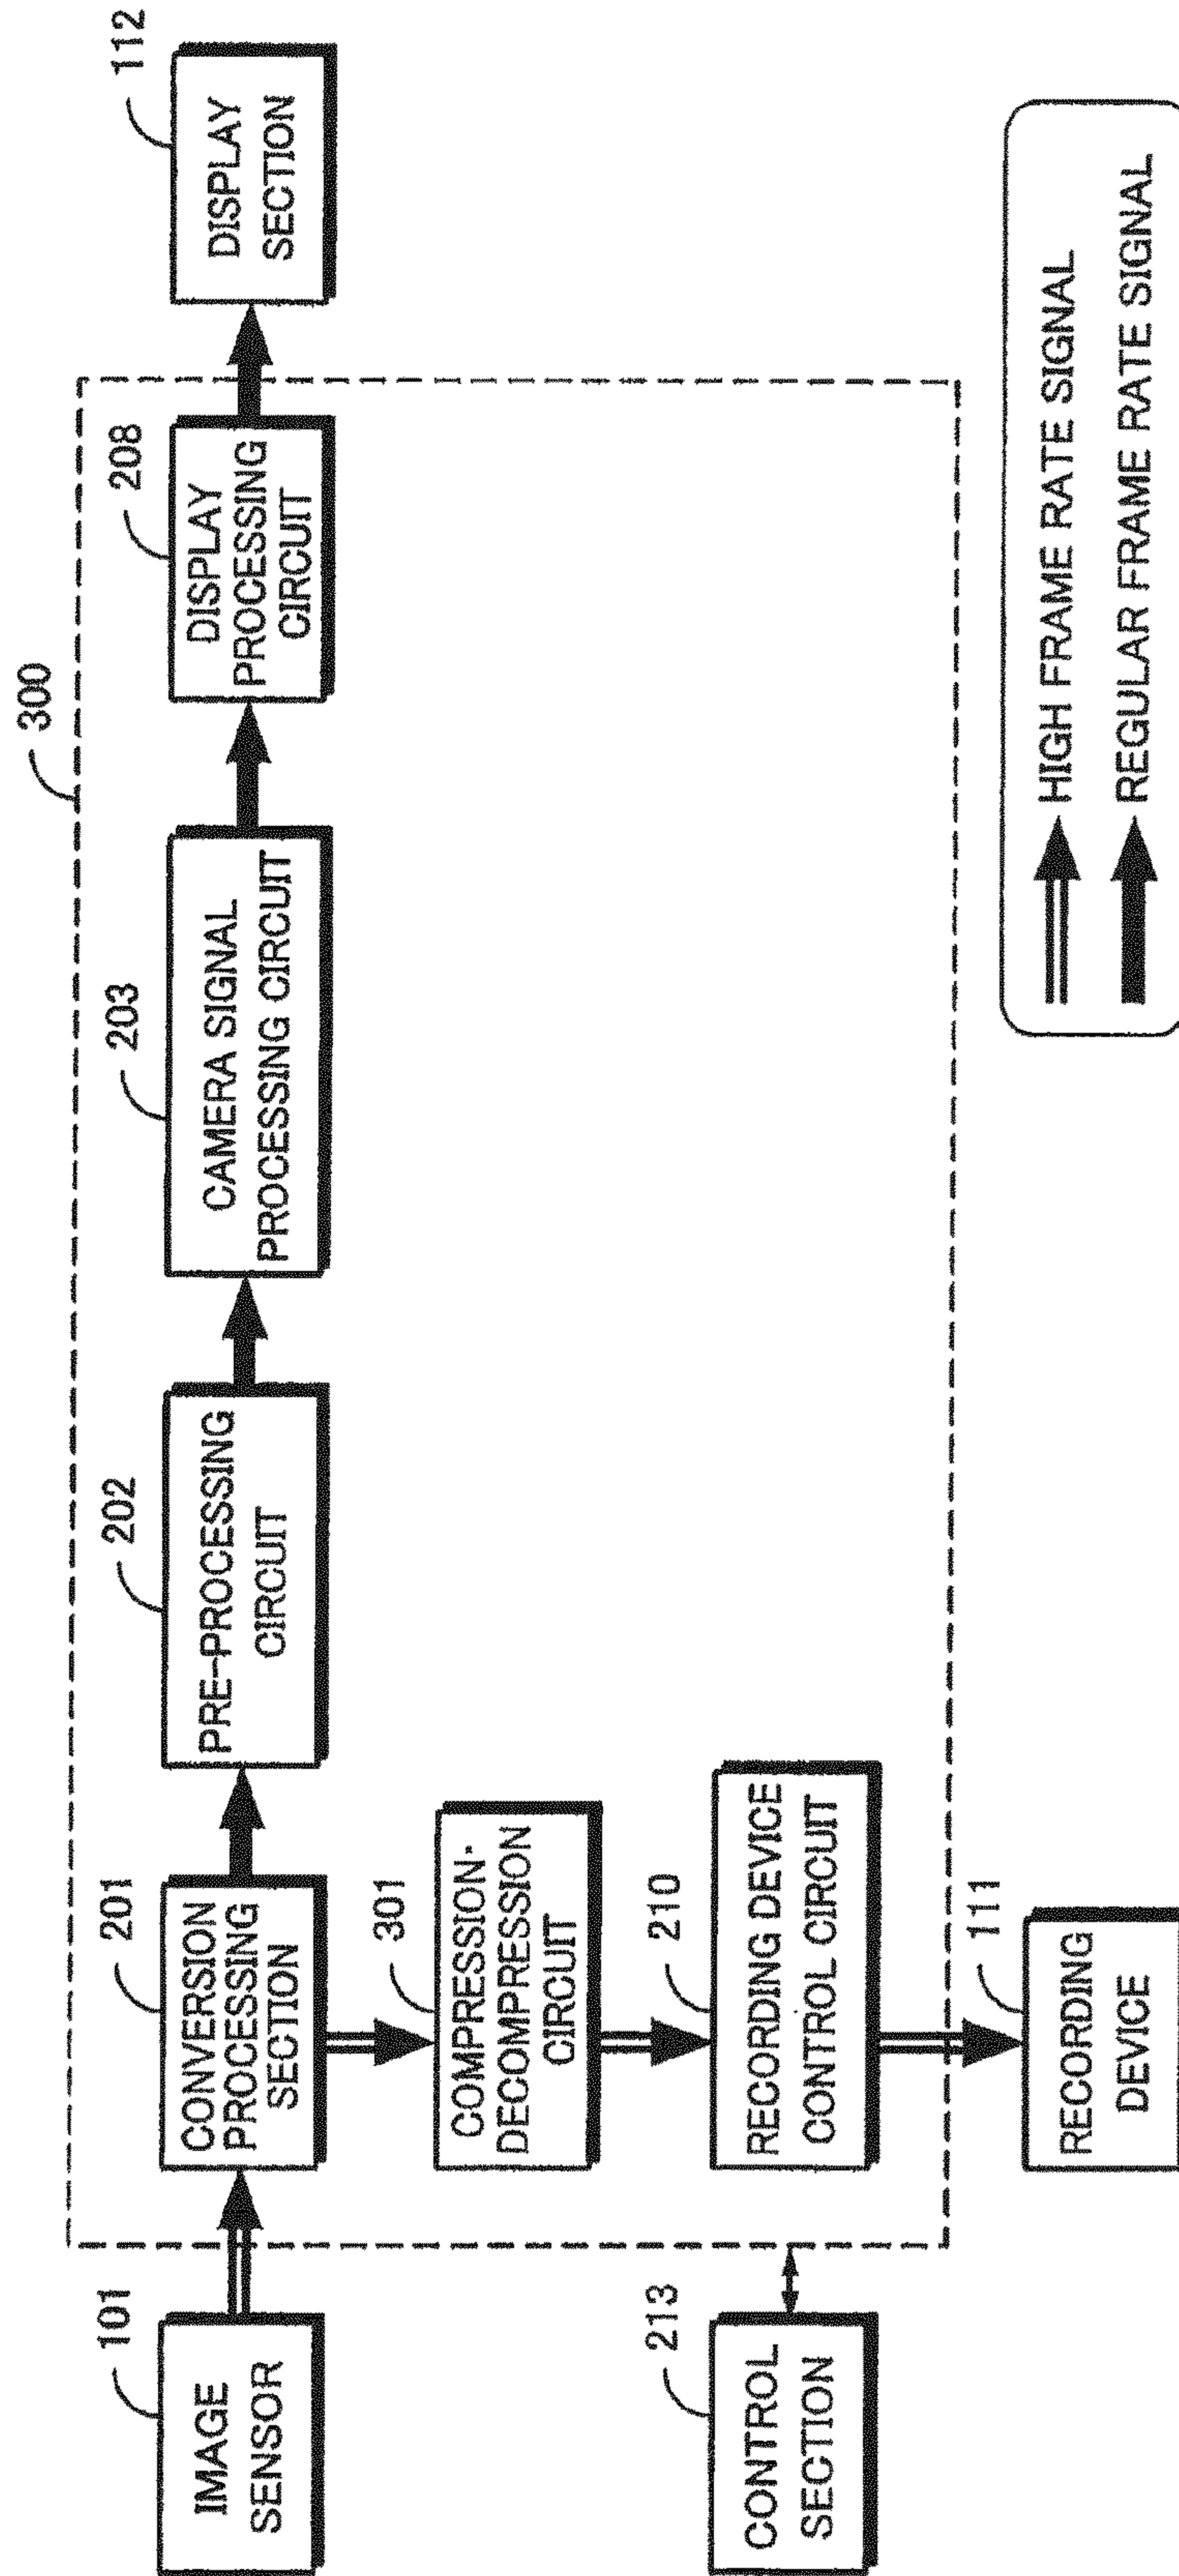 300
101
IMAGE
SENSOR
201
CONVERSION
PROCESSING
SECTION
202
PRE-PROCESSING
CIRCUIT
203
CAMERA SIGNAL
PROCESSING CIRCUIT
208
DISPLAY
PROCESSING
CIRCUIT
112
DISPLAY
SECTION
301
COMPRESSION-
DECOMPRESSION
CIRCUIT
213
CONTROL
SECTION
210
RECORDING DEVICE
CONTROL CIRCUIT
111
RECORDING
DEVICE
HIGH FRAME RATE SIGNAL
REGULAR FRAME RATE SIGNAL